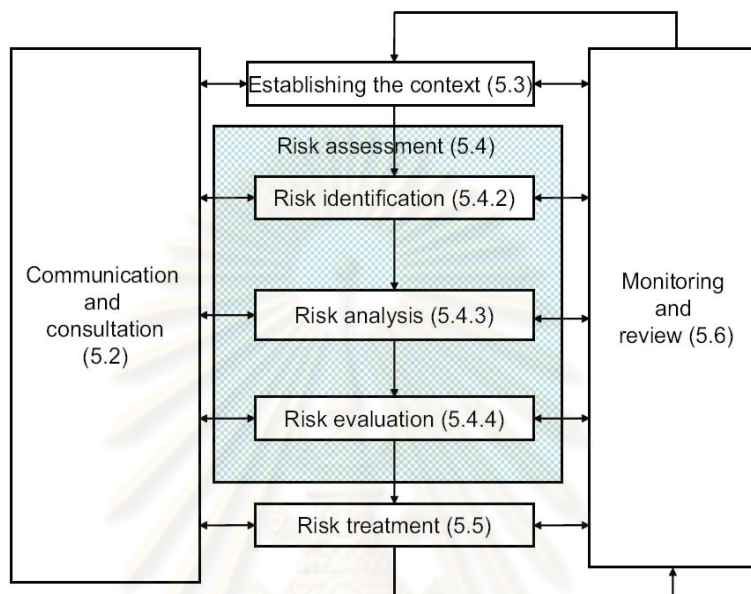 Establishing the context (5.3)
Risk assessment (5.4)
Risk identification (5.4.2)
Communication
and
consultation
(5.2)
Risk analysis (5.4.3)
Monitoring
and
review (5.6)
Risk evaluation (5.4.4)
Risk treatment (5.5)